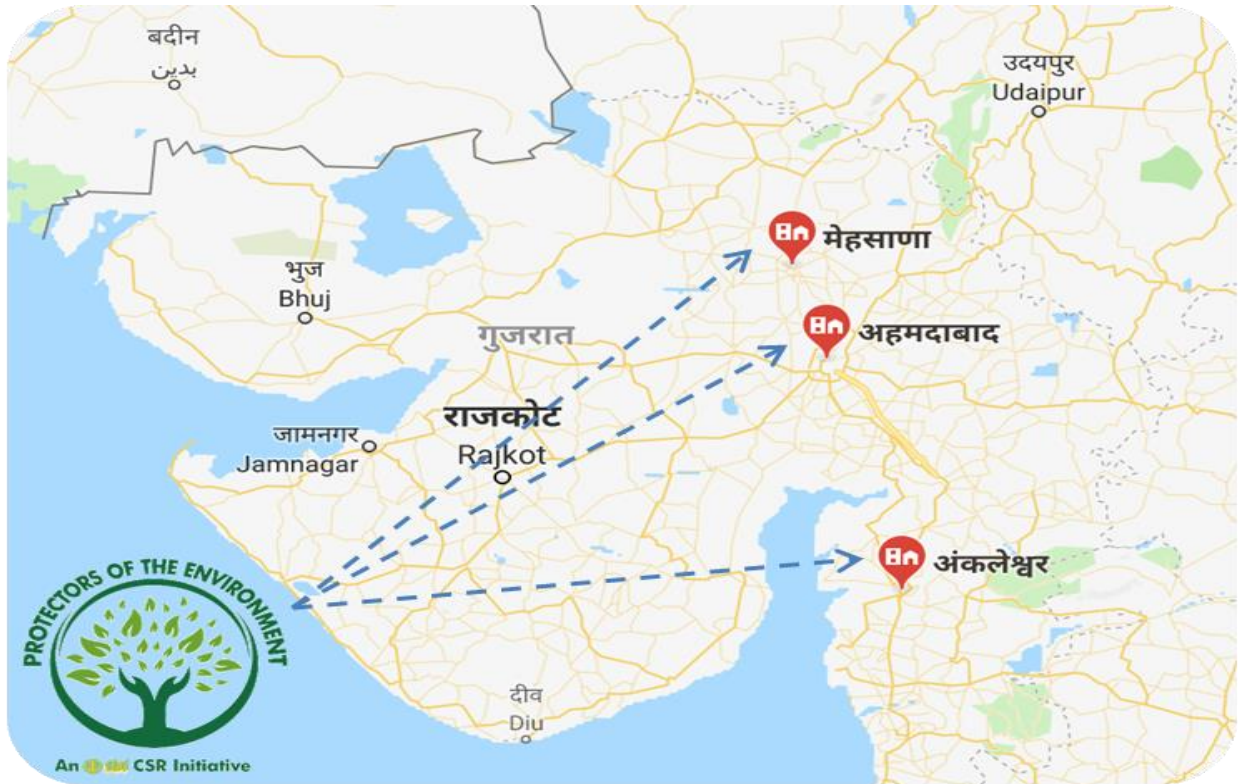 बदीन
بدين
उदयपुर
Udaipur
मेहसाणा
भुज
Bhuj
गुजरात
अहमदाबाद
राजकोट
Rajkot
जामनगर
Jamnagar
अंकलेश्वर
PROTECTORS OF THE ENVIRONMENT
दीव
Diu
An CSR Initiative